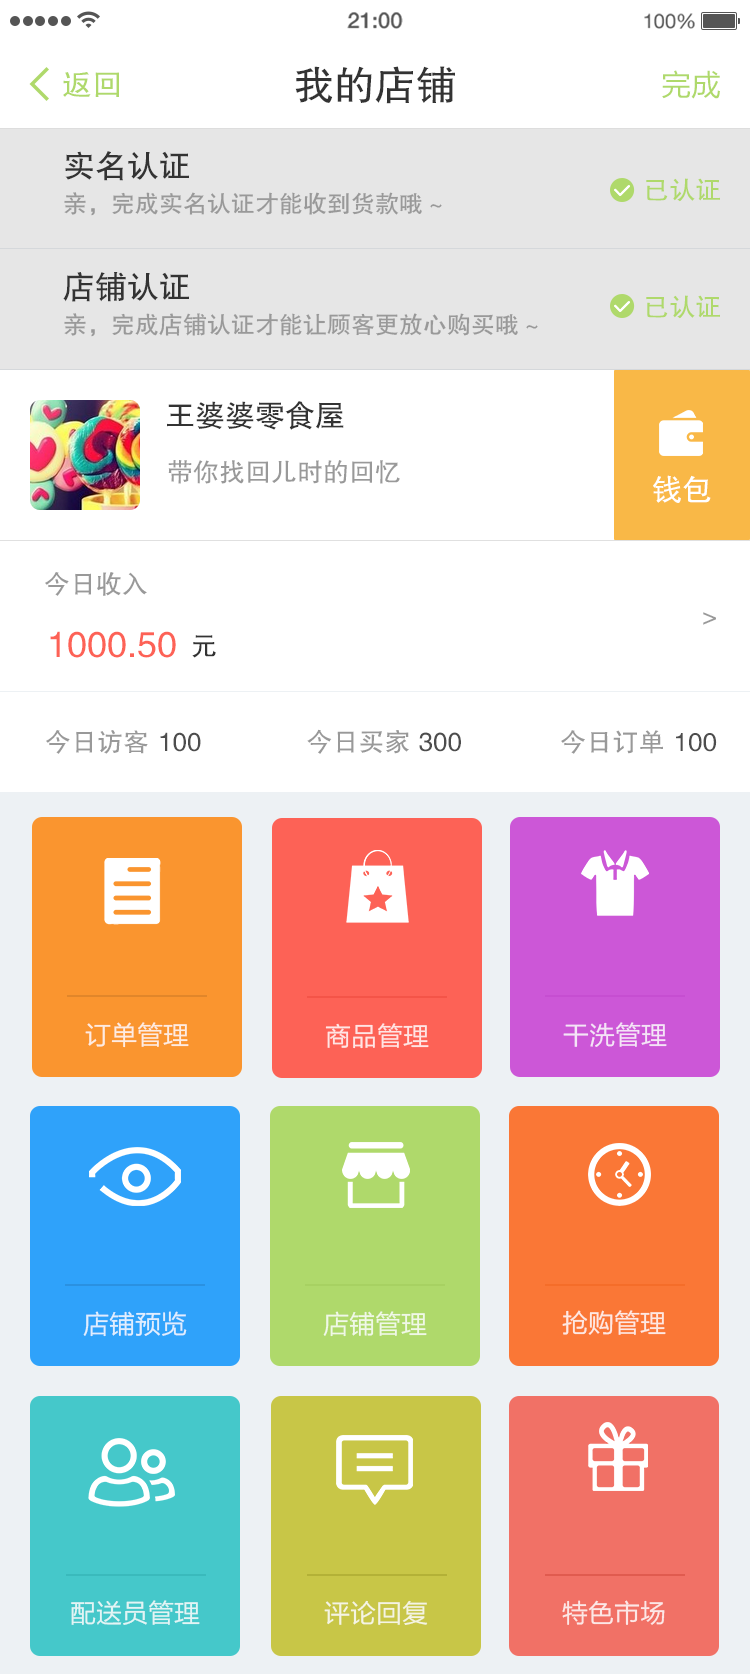 21:00
100%
返回
我的店铺
完成
实名认证
亲，完成实名认证才能收到货款哦～
已认证
店铺认证
亲，完成店铺认证才能让顾客更放心购买哦～
已认证
王婆婆零食屋
带你找回儿时的回忆
钱包
今日收入
1000.50 元
>
今日访客 100
今日买家 300
今日订单 100
订单管理
商品管理
干洗管理
店铺预览
店铺管理
抢购管理
配送员管理
评论回复
特色市场